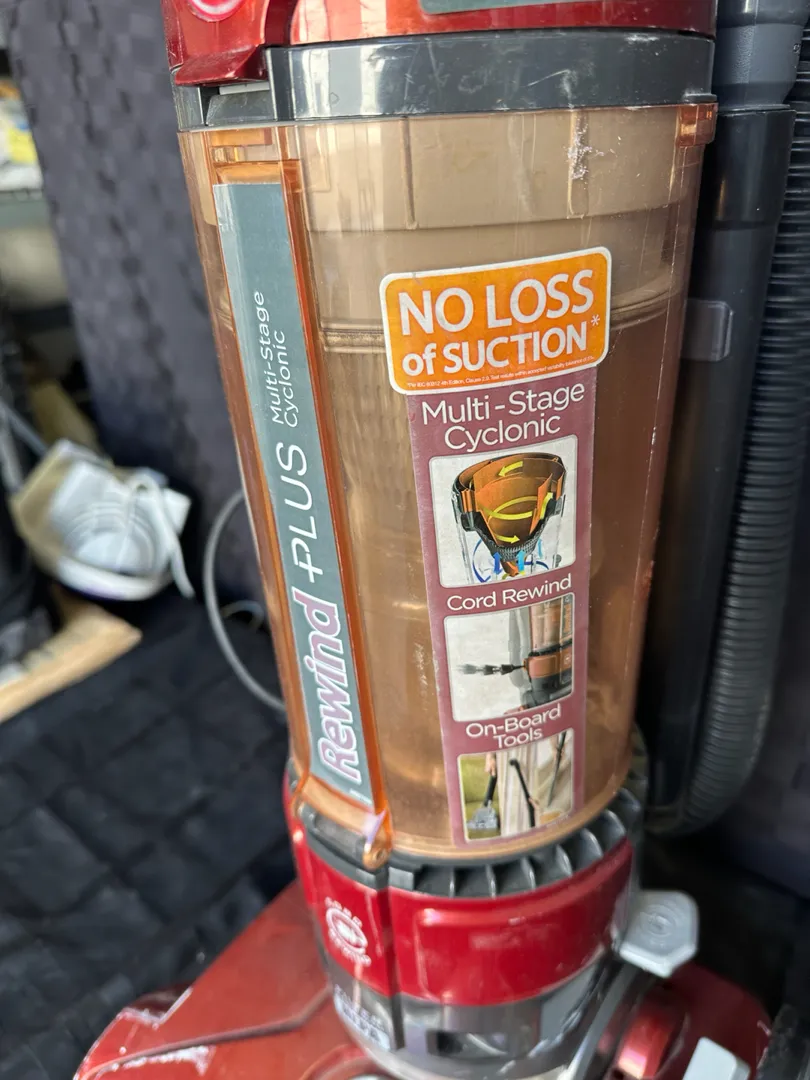 NO LOSS
of SUCTION*
Multi-Stage
Cyclonic
Cord Rewind
On-Board
Tools
Rewind PLUS Multi-Stage
Cyclonic